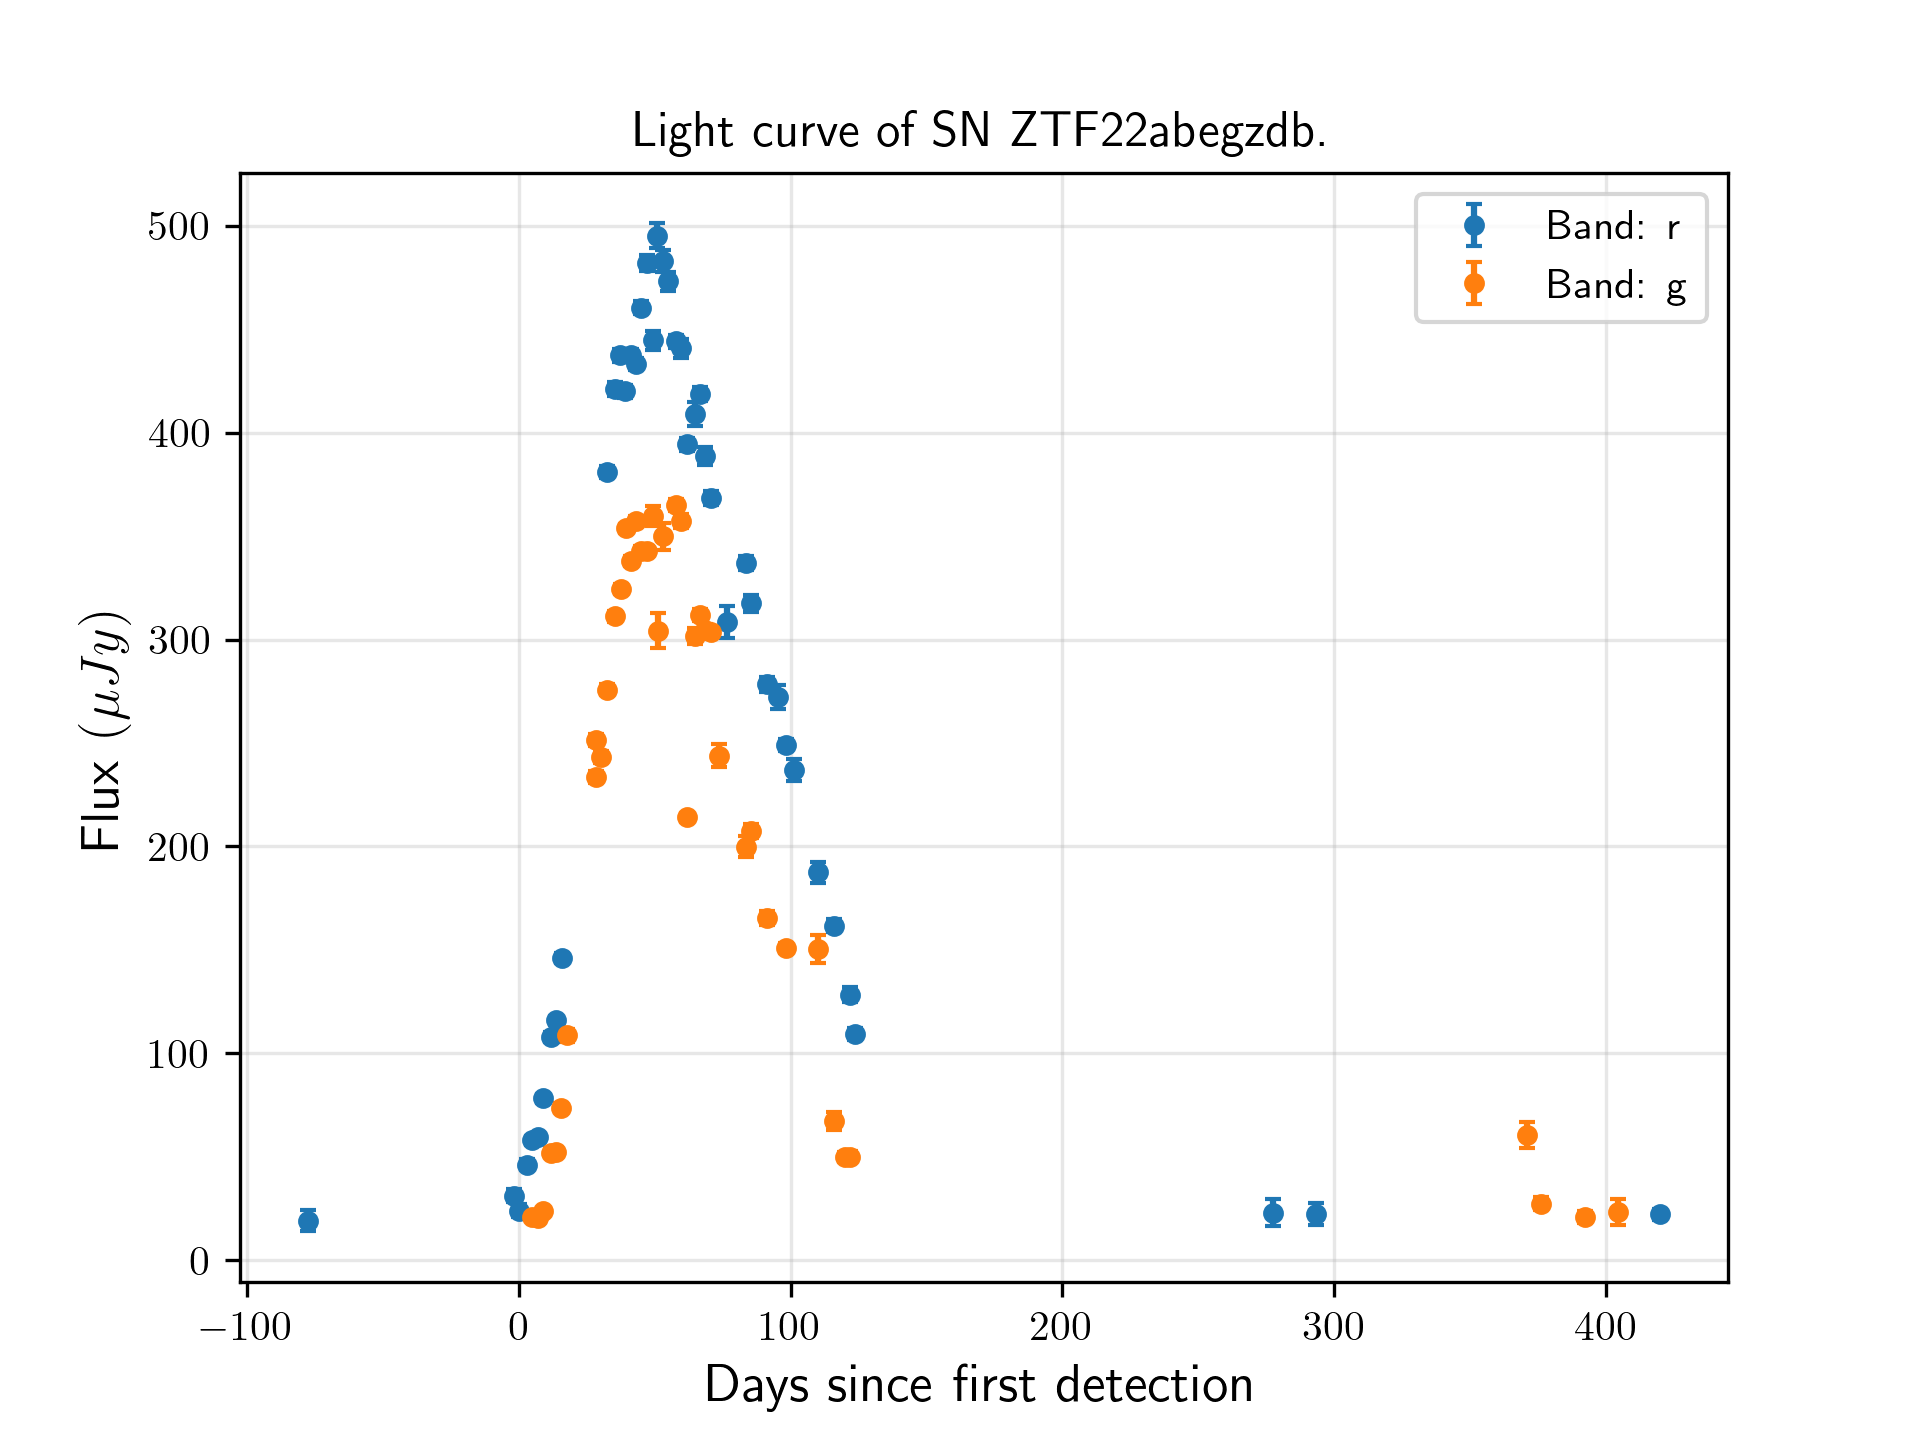 Light curve of SN ZTF22abegzdb.
Band: r
Band: g
Flux (μJy)
500
400
300
200
100
0
−100 0 100 200 300 400
Days since first detection